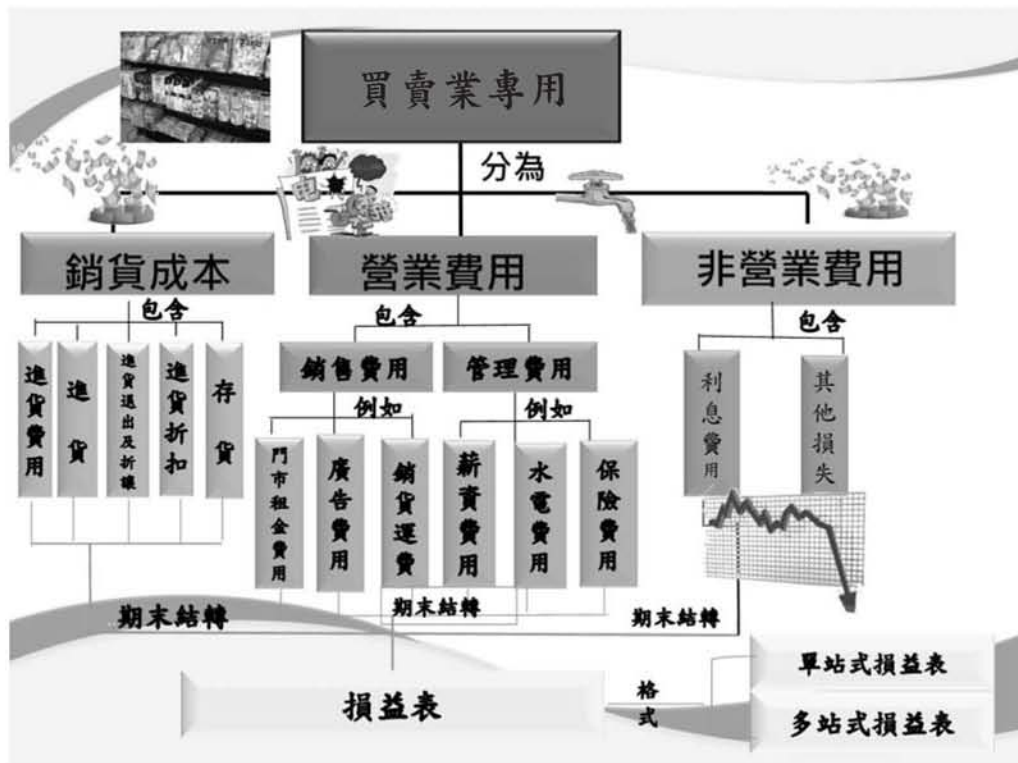 買賣業專用
分為
銷貨成本
營業費用
非營業費用
包含
包含
包含
進貨費用
進貨
進貨退出及折讓
進貨折扣
存貨
銷售費用
管理費用
利息費用
其他損失
例如
例如
門市租金費用
廣告費用
銷貨運費
薪資費用
水電費用
保險費用
期末結轉
期末結轉
期末結轉
損益表
格式
單站式損益表
多站式損益表